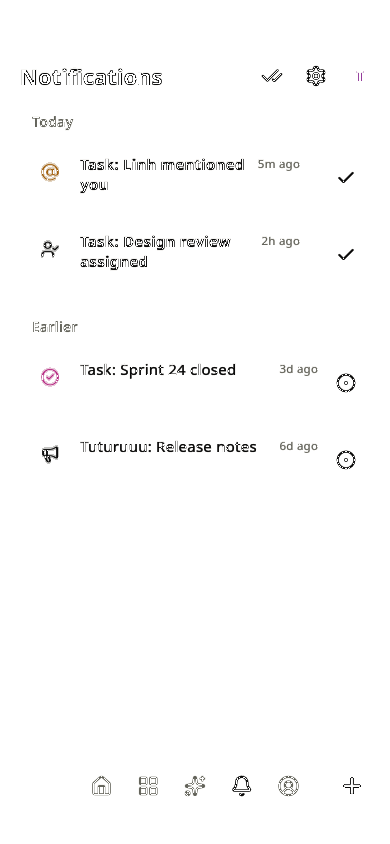 Notifications
Today
Task: Linh mentioned you
5m ago
Task: Design review assigned
2h ago
Earlier
Task: Sprint 24 closed
3d ago
Tuturuuu: Release notes
6d ago